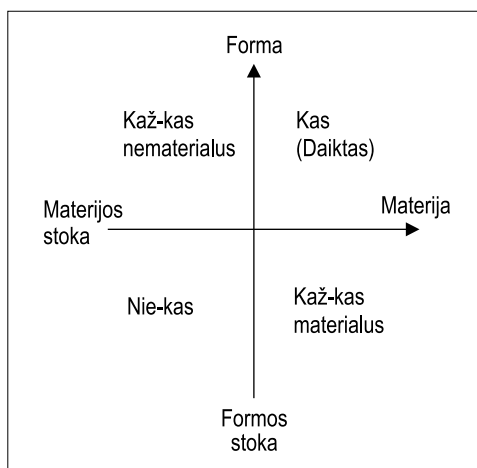 Forma
Kaž-kas
nematerialus
Kas
(Daiktas)
Materijos
stoka
Materija
Nie-kas
Kaž-kas
materialus
Formos
stoka